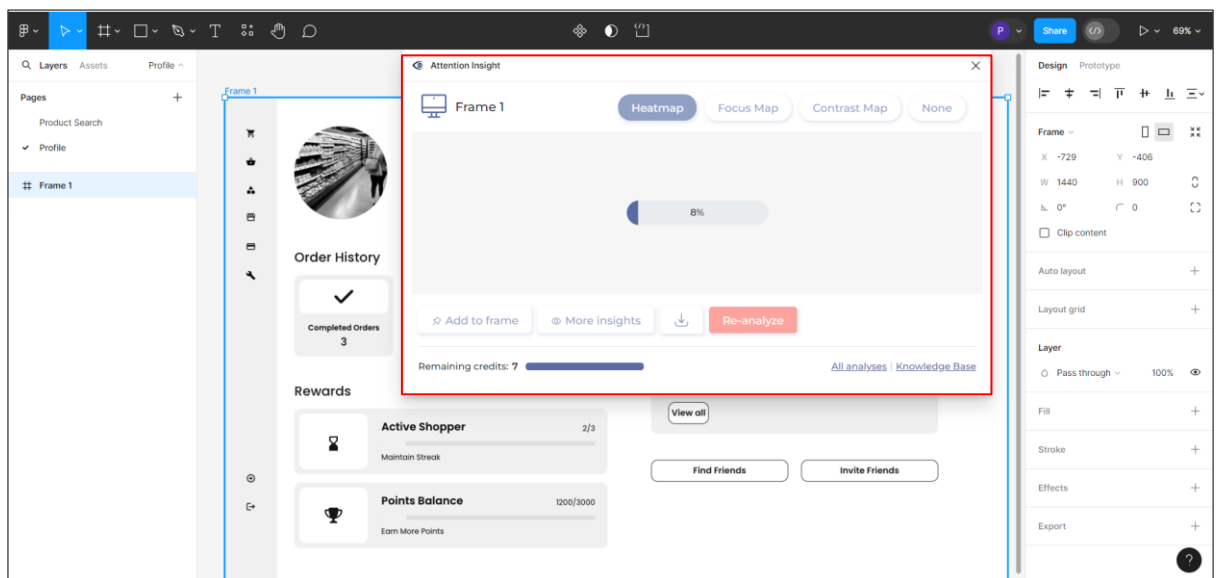 P
Share
69%
Layers Assets Profile
Pages
Product Search
Profile
Frame 1
Frame 1
Order History
Completed Orders
3
Rewards
Active Shopper 2/3
Maintain Streak
Points Balance 1200/3000
Earn More Points
Attention Insight
Frame 1 Heatmap Focus Map Contrast Map None
8%
Add to frame More insights Re-analyze
Remaining credits: 7 All analyses | Knowledge Base
View all
Find Friends Invite Friends
Design Prototype
Frame
X -729 Y -406
W 1440 H 900
0° 0
Clip content
Auto layout
Layout grid
Layer
Pass through 100%
Fill
Stroke
Effects
Export
?